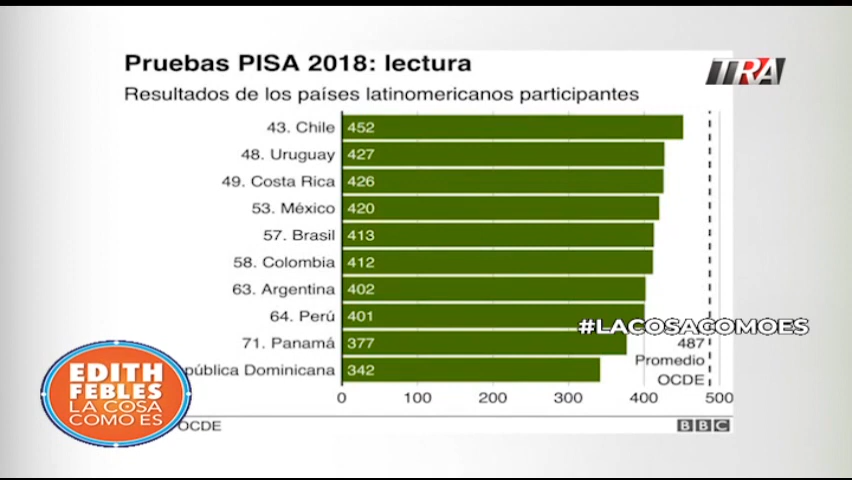 Pruebas PISA 2018: lectura
TRA
Resultados de los países latinomericanos participantes
43. Chile 452
48. Uruguay 427
49. Costa Rica 426
53. México 420
57. Brasil 413
58. Colombia 412
63. Argentina 402
64. Perú 401
#LACOSACOMOES
71. Panamá 377
487
Promedio
OCDE
pública Dominicana 342
0 100 200 300 400 500
EDITH
FEBLES
LA COSA
COMO ES
OCDE
BBC